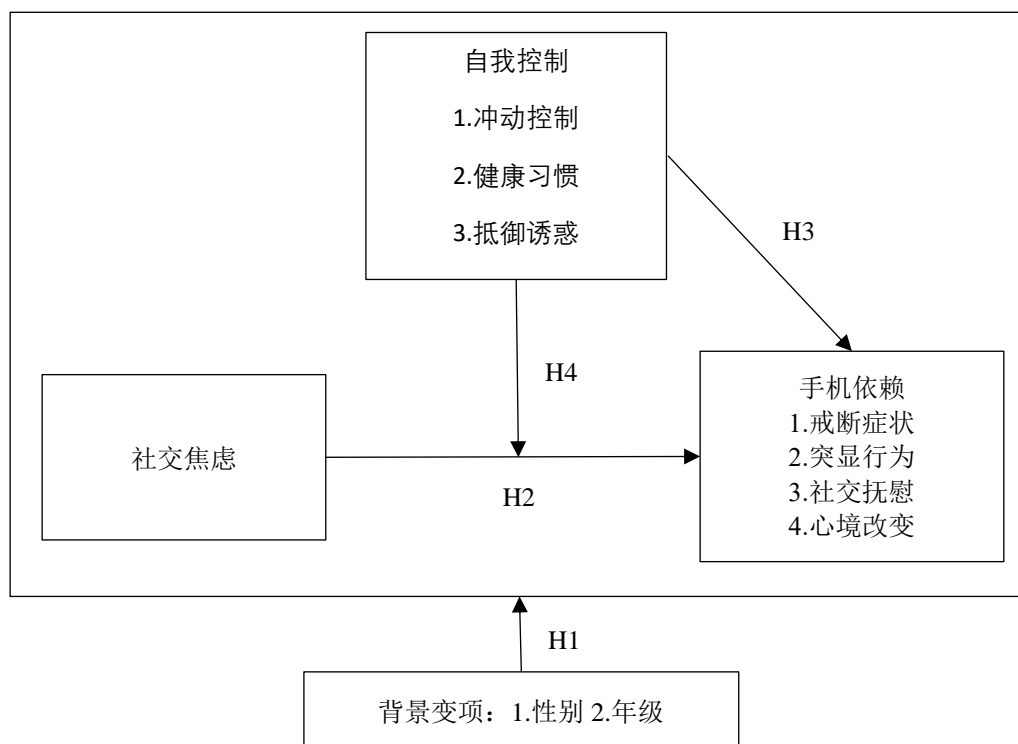 自我控制
1.冲动控制
2.健康习惯
3.抵御诱惑
H3
H4
社交焦虑
H2
手机依赖
1.戒断症状
2.突显行为
3.社交抚慰
4.心境改变
H1
背景变项：1.性别 2.年级